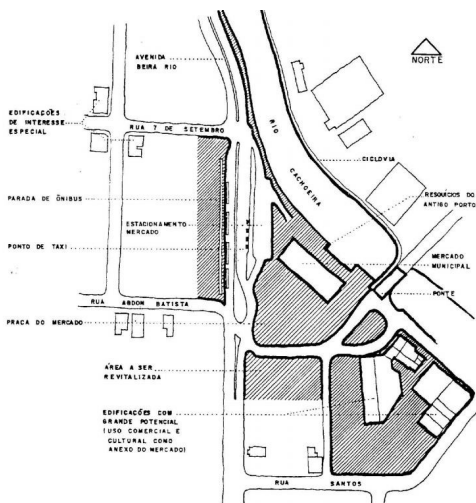 AVENIDA
BEIRA RIO
NORTE
EDIFICAÇÕES
DE INTERESSE
ESPECIAL
RUA 7 DE SETEMBRO
RIO
CACHOEIRA
CICLOVIA
PARADA DE ÔNIBUS
ESTACIONAMENTO
MERCADO
RESQUÍCIOS DO
ANTIGO PORTO
PONTO DE TAXI
MERCADO
MUNICIPAL
PONTE
RUA ABDON BATISTA
PRAÇA DO MERCADO
ÁREA A SER
REVITALIZADA
EDIFICAÇÕES COM
GRANDE POTENCIAL
(USO COMERCIAL E
CULTURAL COMO
ANEXO DO MERCADO)
RUA SANTOS